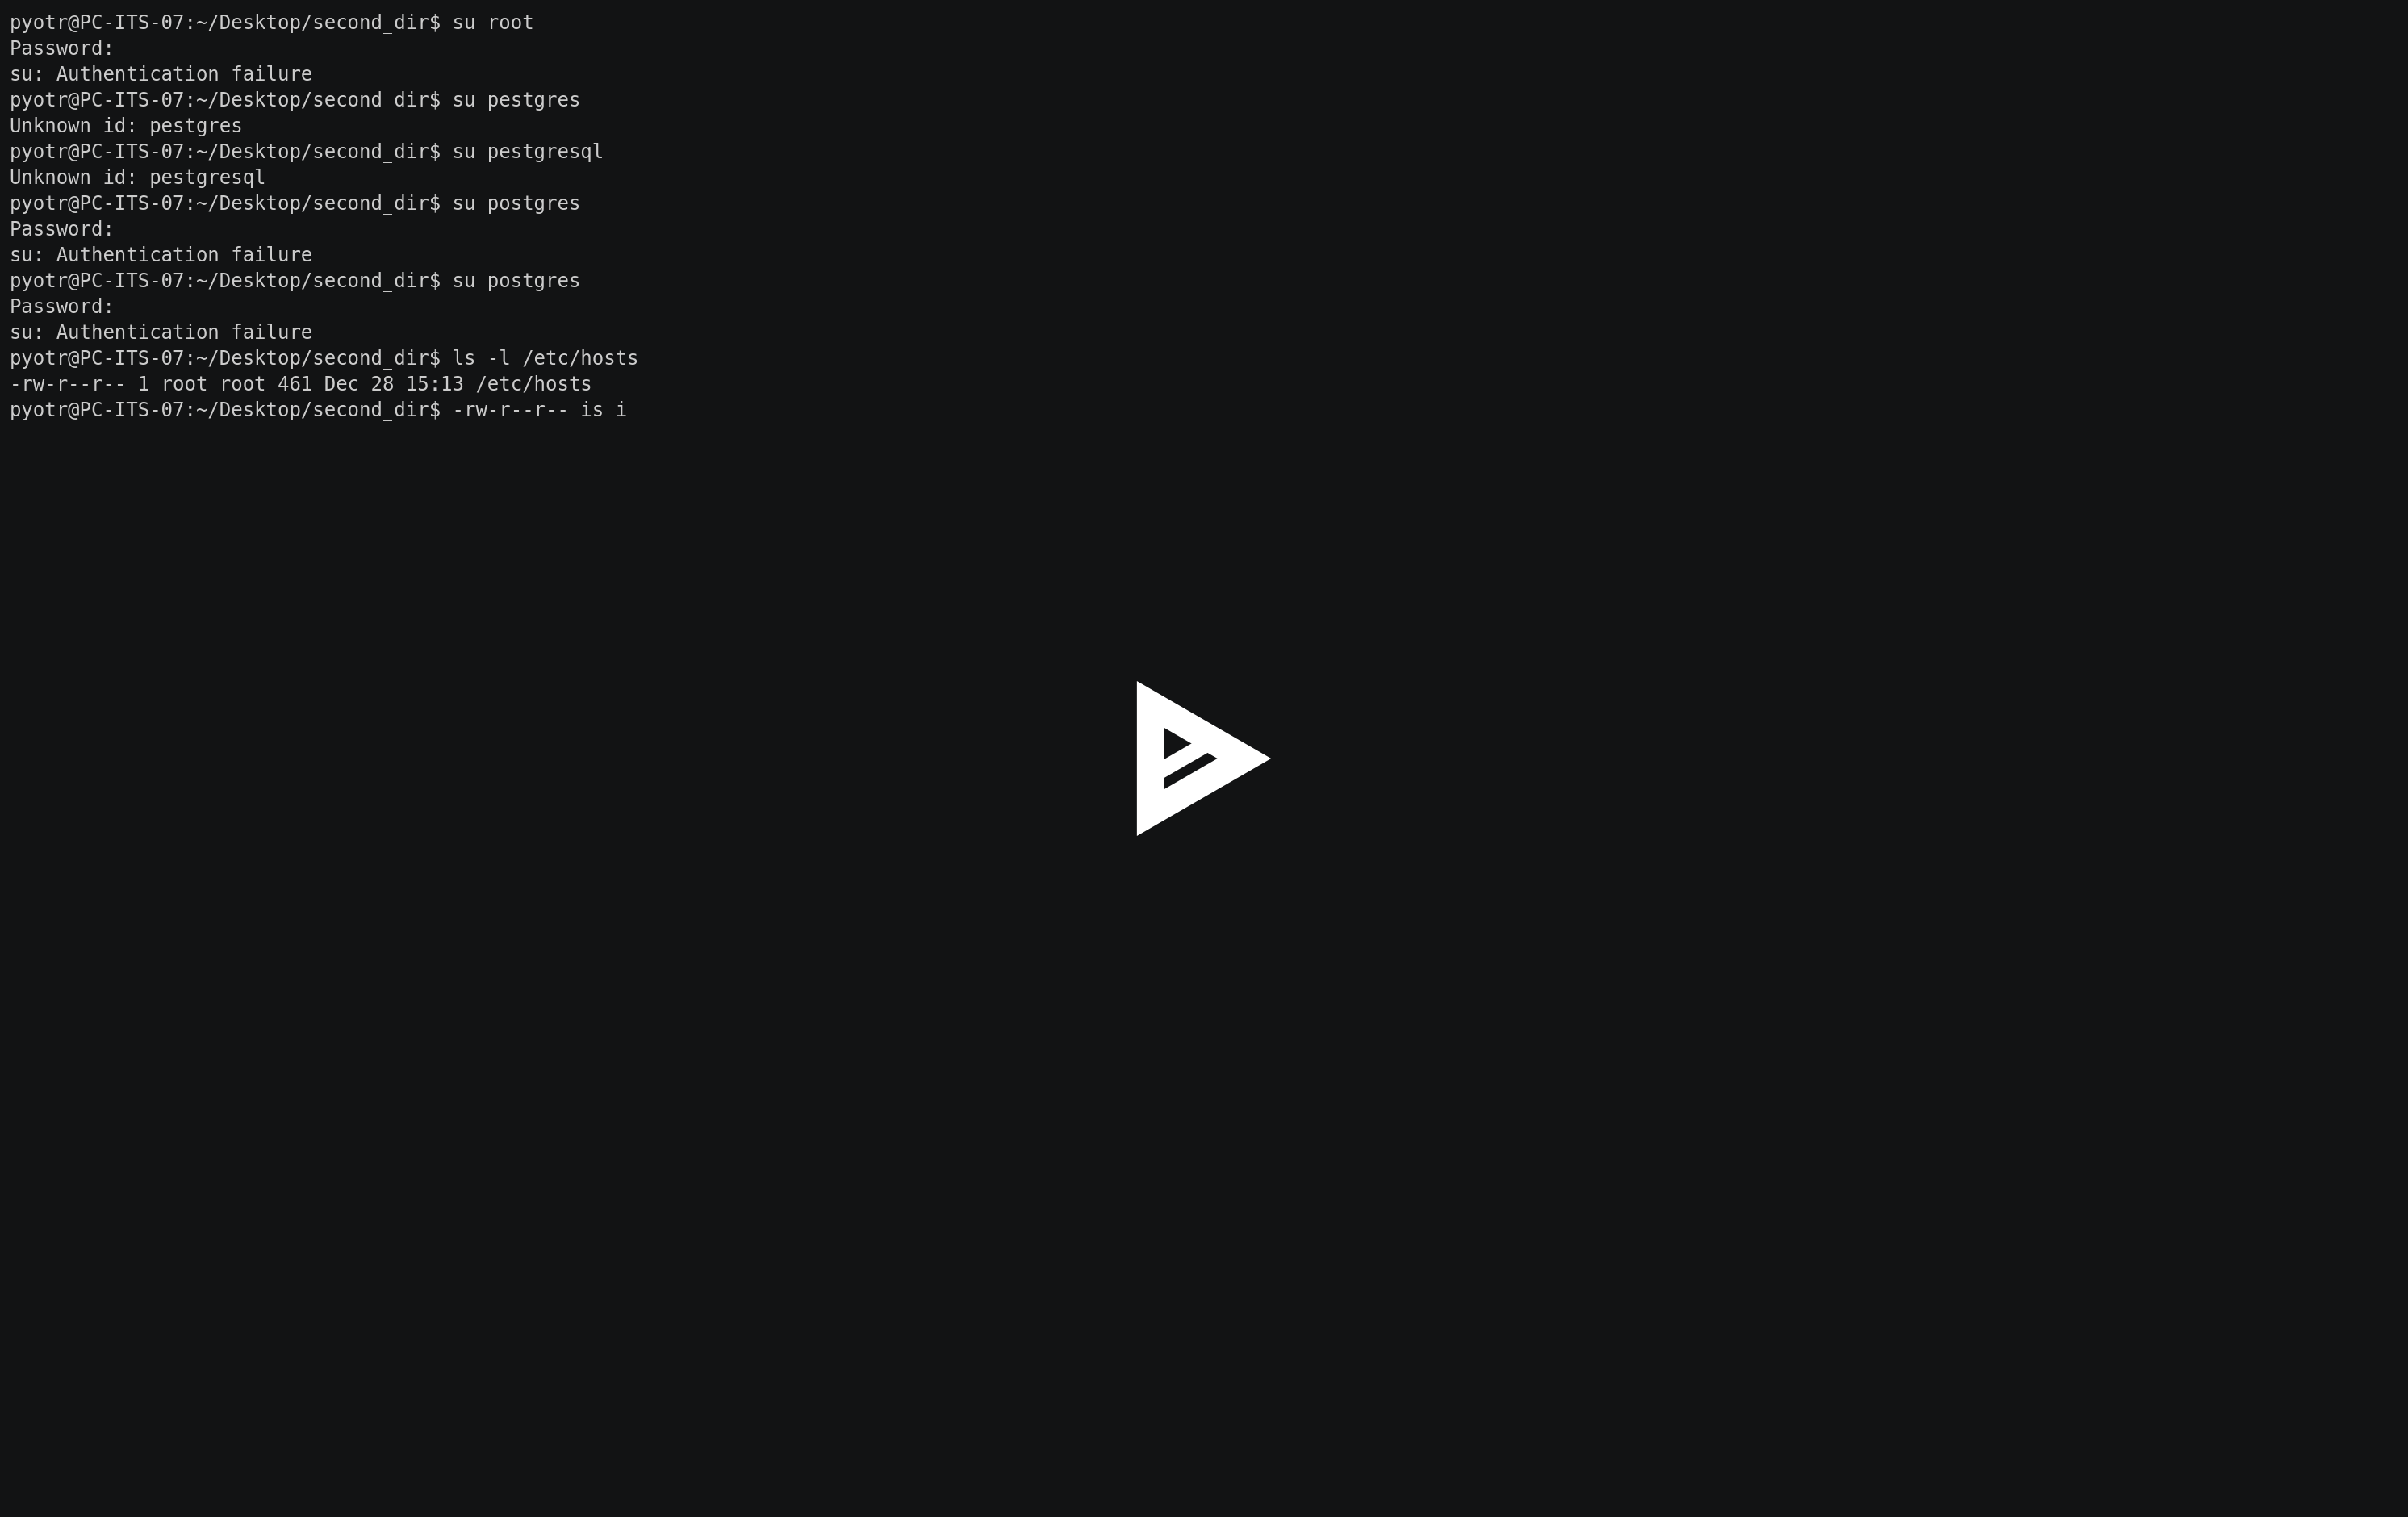 pyotr@PC-ITS-07:~/Desktop/second_dir$ su root
Password:
su: Authentication failure
pyotr@PC-ITS-07:~/Desktop/second_dir$ su pestgres
Unknown id: pestgres
pyotr@PC-ITS-07:~/Desktop/second_dir$ su pestgresql
Unknown id: pestgresql
pyotr@PC-ITS-07:~/Desktop/second_dir$ su postgres
Password:
su: Authentication failure
pyotr@PC-ITS-07:~/Desktop/second_dir$ su postgres
Password:
su: Authentication failure
pyotr@PC-ITS-07:~/Desktop/second_dir$ ls -l /etc/hosts
-rw-r--r-- 1 root root 461 Dec 28 15:13 /etc/hosts
pyotr@PC-ITS-07:~/Desktop/second_dir$ -rw-r--r-- is i